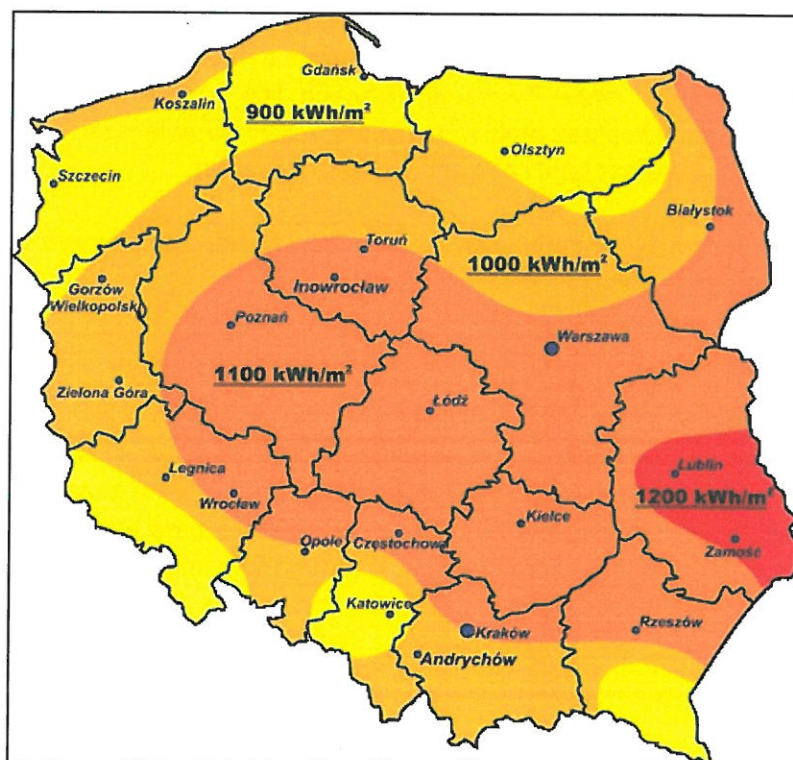 Gdańsk
Koszalin
900 kWh/m²
Olsztyn
Szczecin
Białystok
Toruń
1000 kWh/m²
Gorzów
Wielkopolsk
Inowrocław
Poznań
Warszawa
1100 kWh/m²
Zielona Góra
Łódź
Legnica
Lublin
Wrocław
1200 kWh/m²
Kielce
Opole
Częstochowa
Zamość
Katowice
Kraków
Rzeszów
Andrychów